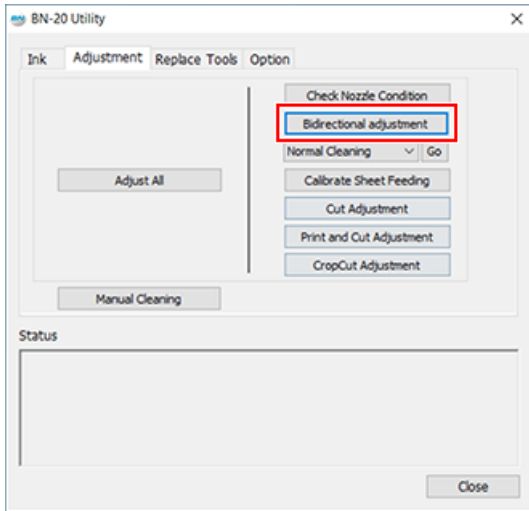 BN-20 Utility
Ink Adjustment Replace Tools Option
Check Nozzle Condition
Bidirectional adjustment
Normal Cleaning Go
Adjust All
Calibrate Sheet Feeding
Cut Adjustment
Print and Cut Adjustment
CropCut Adjustment
Manual Cleaning
Status
Close